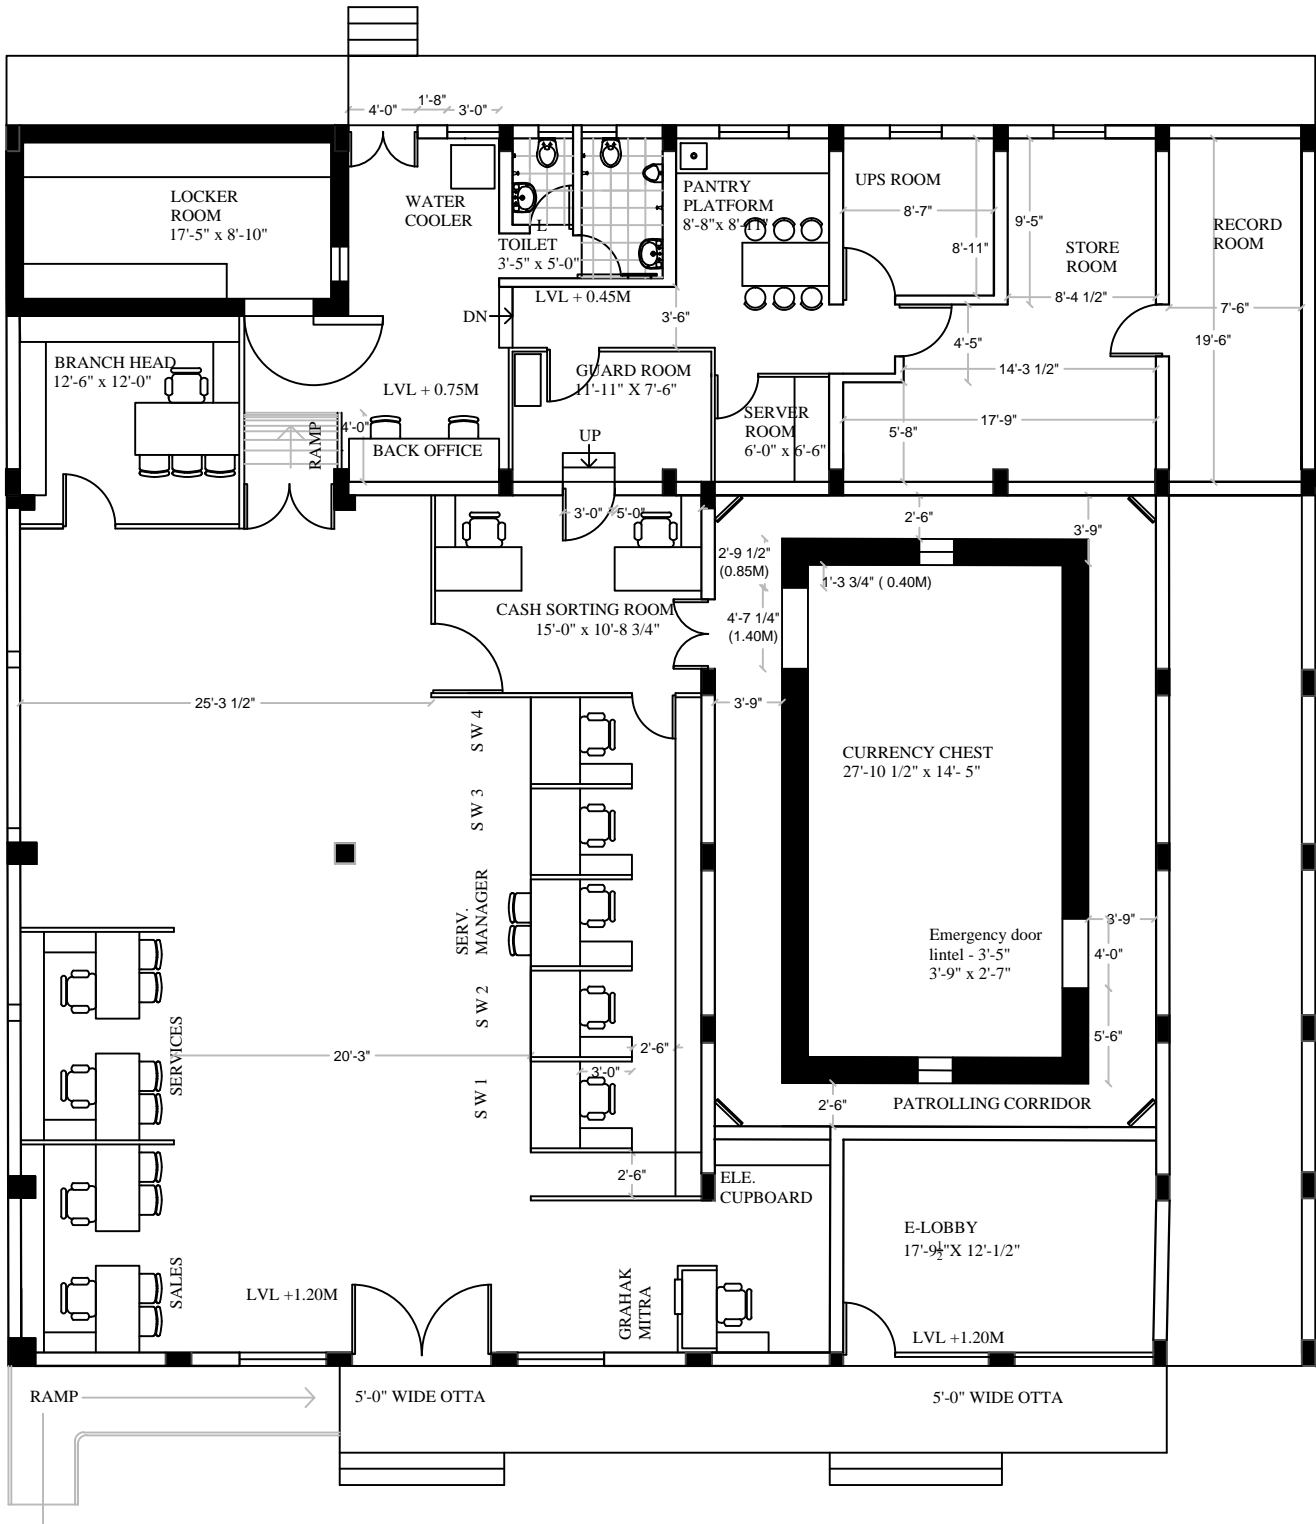 4'-0"
1'-8"
3'-0"
LOCKER
ROOM
17'-5" x 8'-10"
WATER
COOLER
L
TOILET
3'-5" x 5'-0"
PANTRY
PLATFORM
8'-8"x 8'-11"
UPS ROOM
8'-7"
8'-11"
9'-5"
STORE
ROOM
8'-4 1/2"
RECORD
ROOM
7'-6"
19'-6"
DN
LVL + 0.45M
3'-6"
4'-5"
14'-3 1/2"
BRANCH HEAD
12'-6" x 12'-0"
LVL + 0.75M
GUARD ROOM
11'-11" X 7'-6"
SERVER
ROOM
6'-0" x 6'-6"
17'-9"
5'-8"
RAMP
4'-0"
BACK OFFICE
UP
3'-0"
5'-0"
2'-6"
3'-9"
2'-9 1/2"
(0.85M)
1'-3 3/4" ( 0.40M)
CASH SORTING ROOM
15'-0" x 10'-8 3/4"
4'-7 1/4"
(1.40M)
25'-3 1/2"
3'-9"
S W 4
CURRENCY CHEST
27'-10 1/2" x 14'- 5"
S W 3
SERV.
MANAGER
Emergency door
lintel - 3'-5"
3'-9" x 2'-7"
3'-9"
4'-0"
5'-6"
S W 2
SERVICES
20'-3"
2'-6"
3'-0"
S W 1
2'-6"
PATROLLING CORRIDOR
2'-6"
ELE.
CUPBOARD
E-LOBBY
17'-9½"X 12'-1/2"
SALES
LVL +1.20M
GRAHAK
MITRA
LVL +1.20M
RAMP
5'-0" WIDE OTTA
5'-0" WIDE OTTA